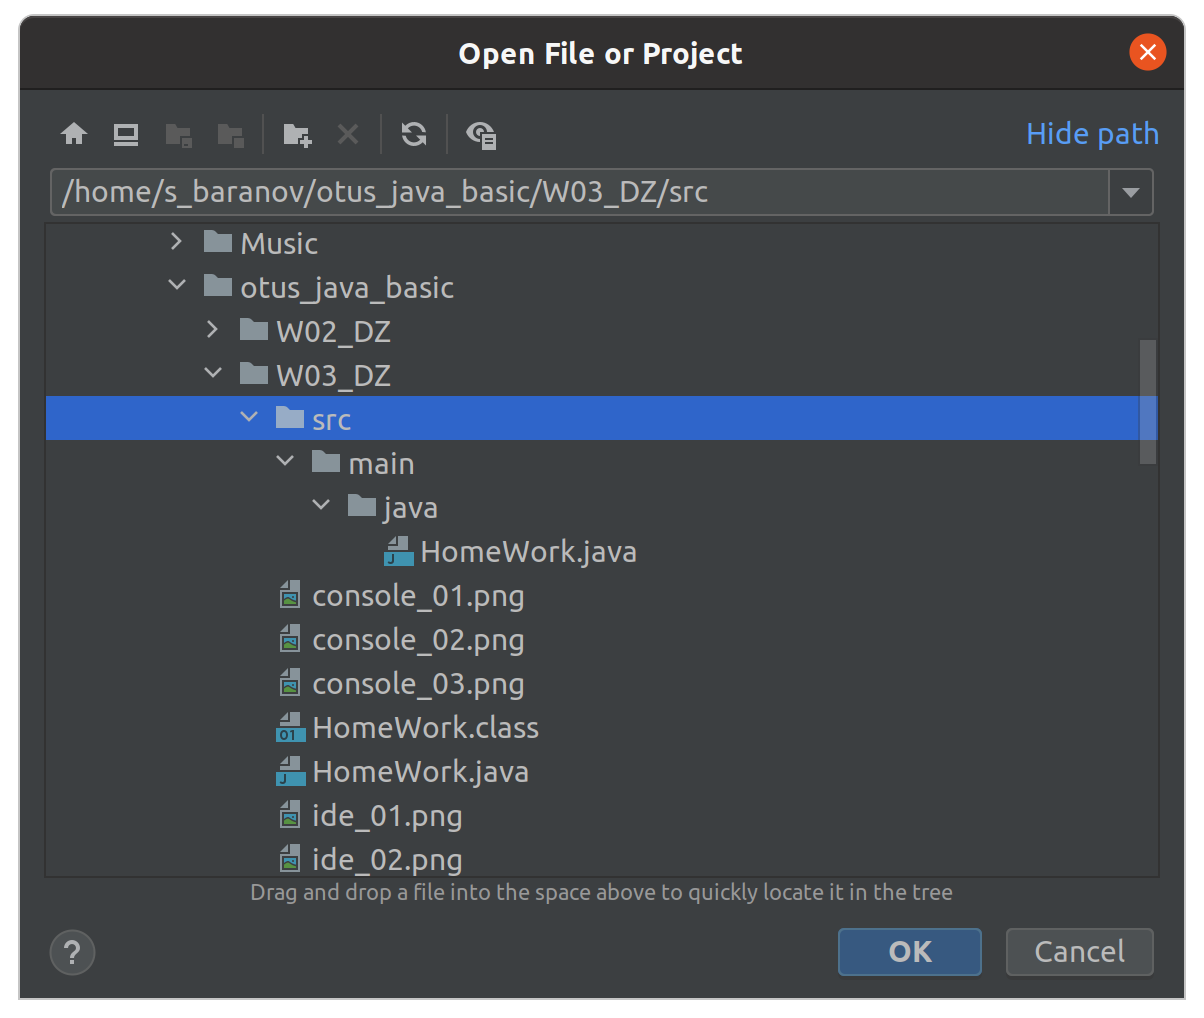 Open File or Project
Hide path
/home/s_baranov/otus_java_basic/W03_DZ/src
Music
otus_java_basic
W02_DZ
W03_DZ
src
main
java
J HomeWork.java
console_01.png
console_02.png
console_03.png
01 HomeWork.class
J HomeWork.java
ide_01.png
ide_02.png
Drag and drop a file into the space above to quickly locate it in the tree
? OK Cancel